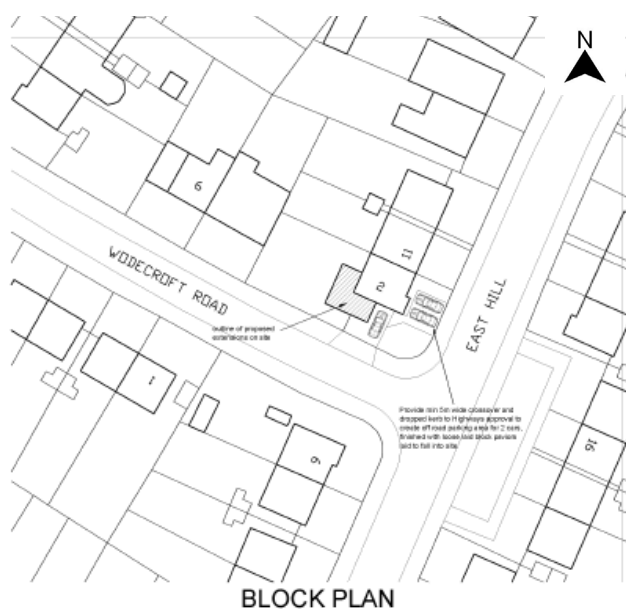 N
6
11
WODECROFT ROAD
2
EAST HILL
outline of proposed
extensions on site
1
Provide min 5m wide crossover and
dropped kerb to Highways approval to
create off road parking area for 2 cars,
finished with loose laid block paviors
laid to fall into site
9
16
BLOCK PLAN